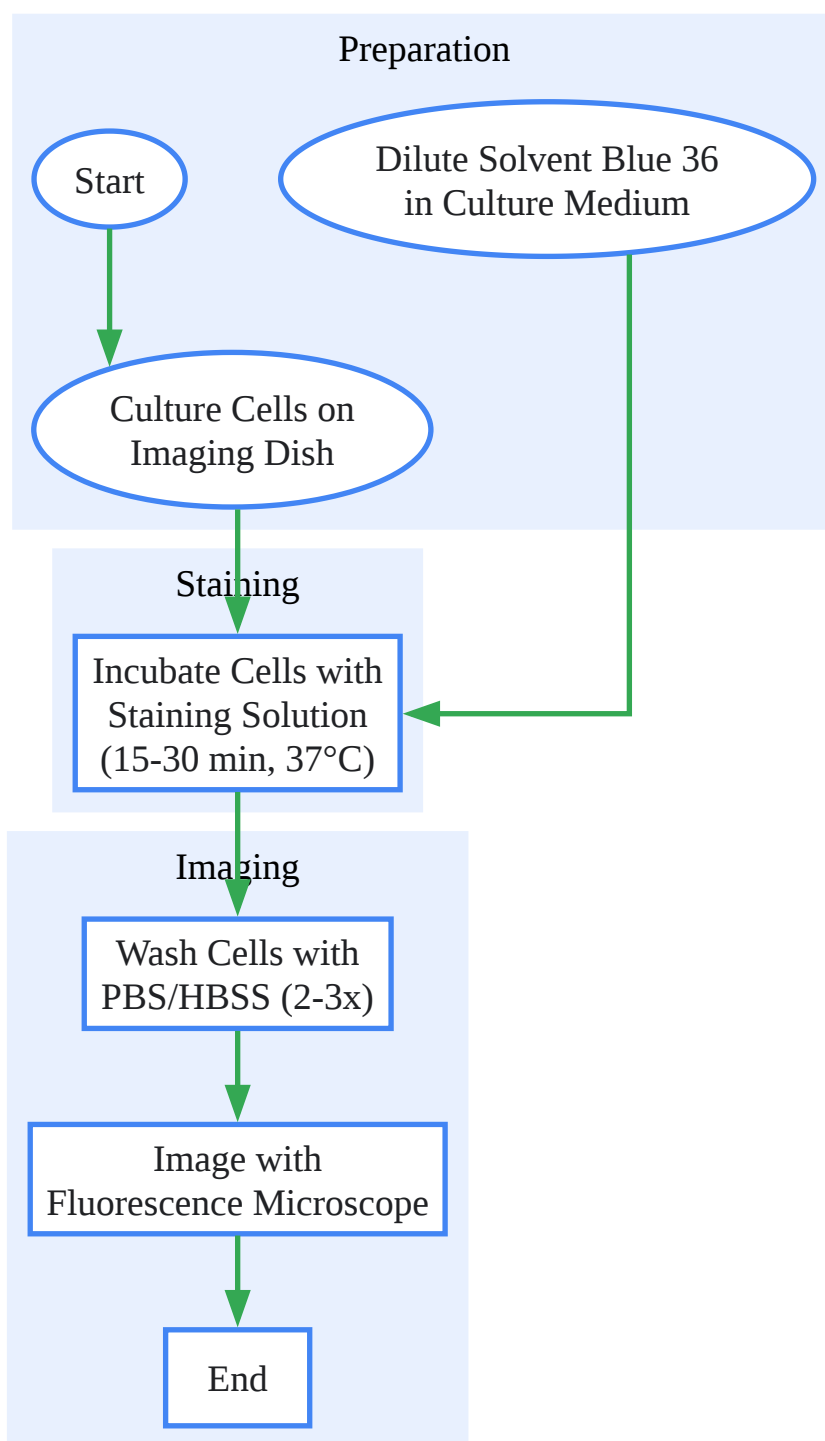 Preparation
Start
Dilute Solvent Blue 36
in Culture Medium
Culture Cells on
Imaging Dish
Staining
Incubate Cells with
Staining Solution
(15-30 min, 37°C)
Imaging
Wash Cells with
PBS/HBSS (2-3x)
Image with
Fluorescence Microscope
End